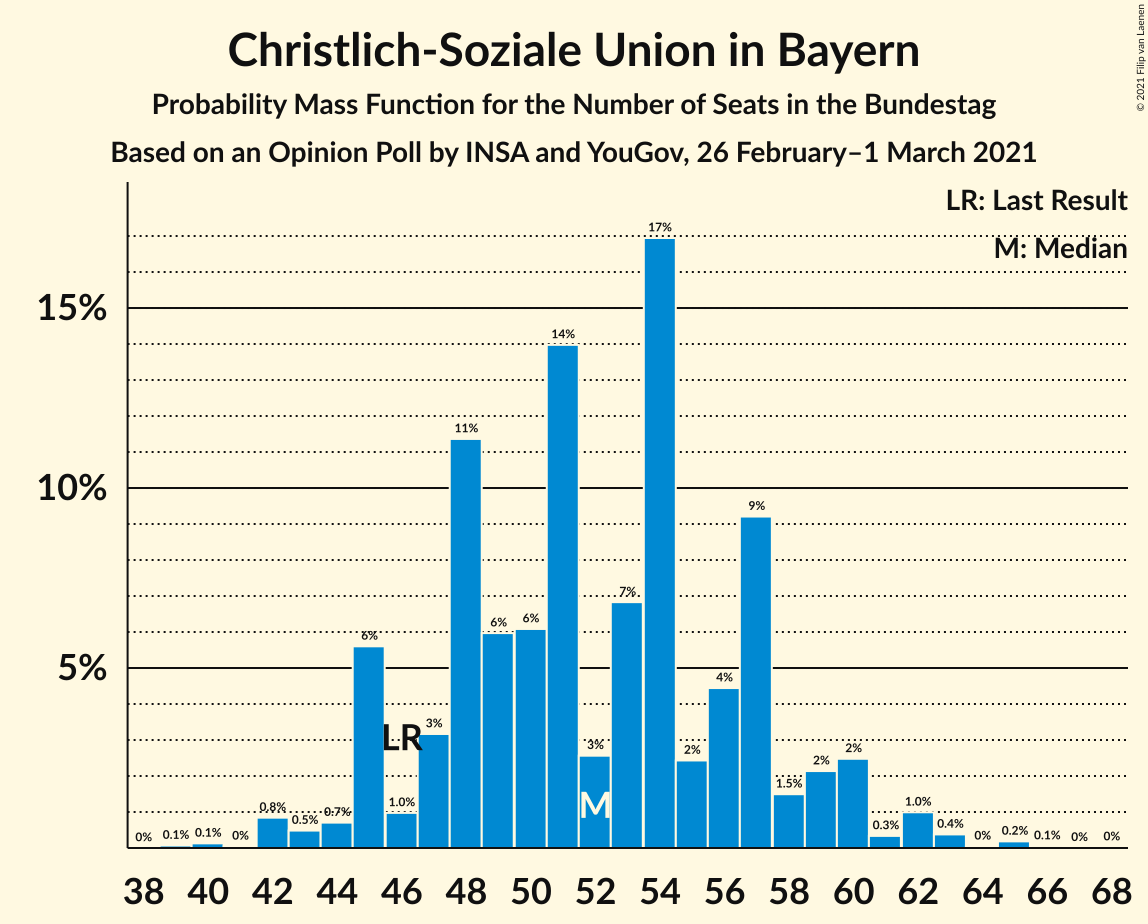 Christlich-Soziale Union in Bayern
Probability Mass Function for the Number of Seats in the Bundestag
Based on an Opinion Poll by INSA and YouGov, 26 February–1 March 2021
© 2021 Filip van Laenen
LR: Last Result
M: Median
15%
10%
5%
0% 0.1% 0.1% 0% 0.8% 0.5% 0.7% 6% 1.0% 3% 11% 6% 6% 14% 3% 7% 17% 2% 4% 9% 1.5% 2% 2% 0.3% 1.0% 0.4% 0% 0.2% 0.1% 0% 0%
LR
M
38 40 42 44 46 48 50 52 54 56 58 60 62 64 66 68